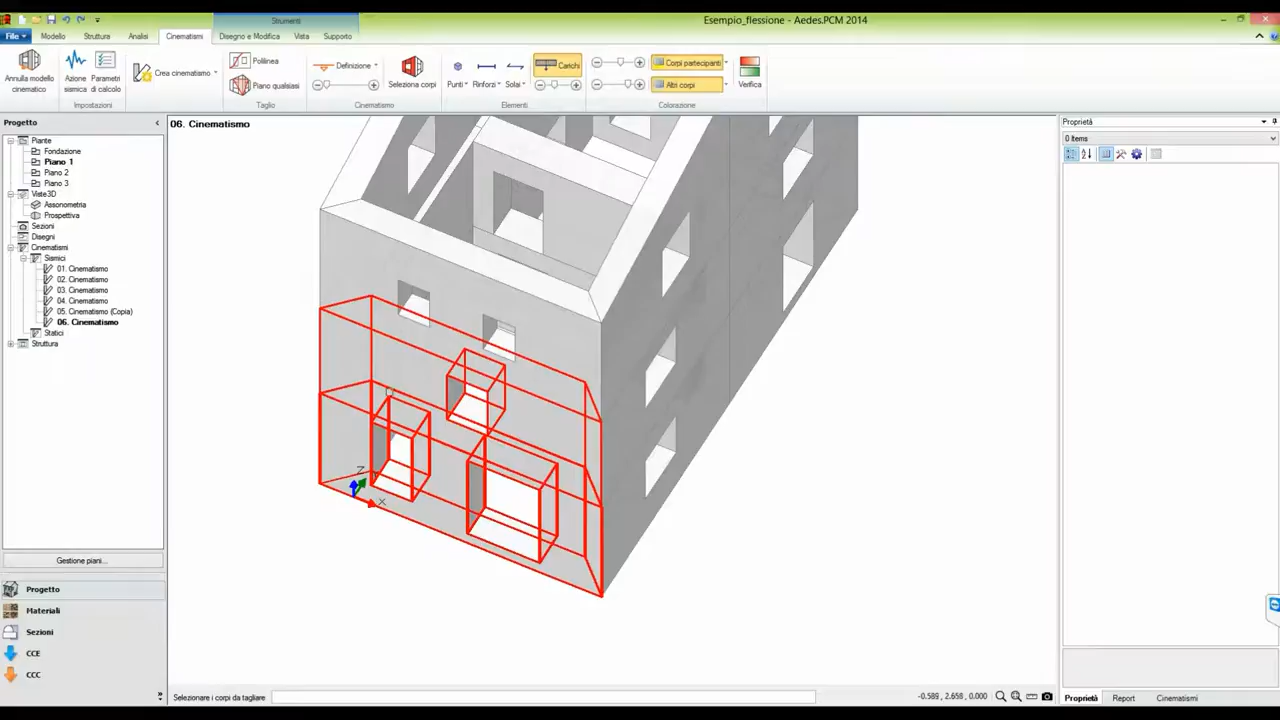 Strumenti
Esempio_flessione - Aedes.PCM 2014
File
Modello
Struttura
Analisi
Cinematismi
Disegno e Modifica
Vista
Supporto
Annulla modello
cinematico
Azione
sismica
Parametri
di calcolo
Impostazioni
Crea cinematismo
Polilinea
Piano qualsiasi
Taglio
Definizione
Seleziona corpi
Cinematismo
Punti
Rinforzi
Solai
Carichi
Elementi
Corpi partecipanti
Altri corpi
Colorazione
Verifica
Progetto
Piante
Fondazione
Piano 1
Piano 2
Piano 3
Viste3D
Assonometria
Prospettiva
Sezioni
Disegni
Cinematismi
Sismici
01. Cinematismo
02. Cinematismo
03. Cinematismo
04. Cinematismo
05. Cinematismo (Copia)
06. Cinematismo
Statici
Struttura
Gestione piani...
Progetto
Materiali
Sezioni
CCE
CCC
06. Cinematismo
Z
X
Proprietà
0 Items
Selezionare i corpi da tagliare
-0.589 , 2.658 , 0.000
Proprietà
Report
Cinematismi